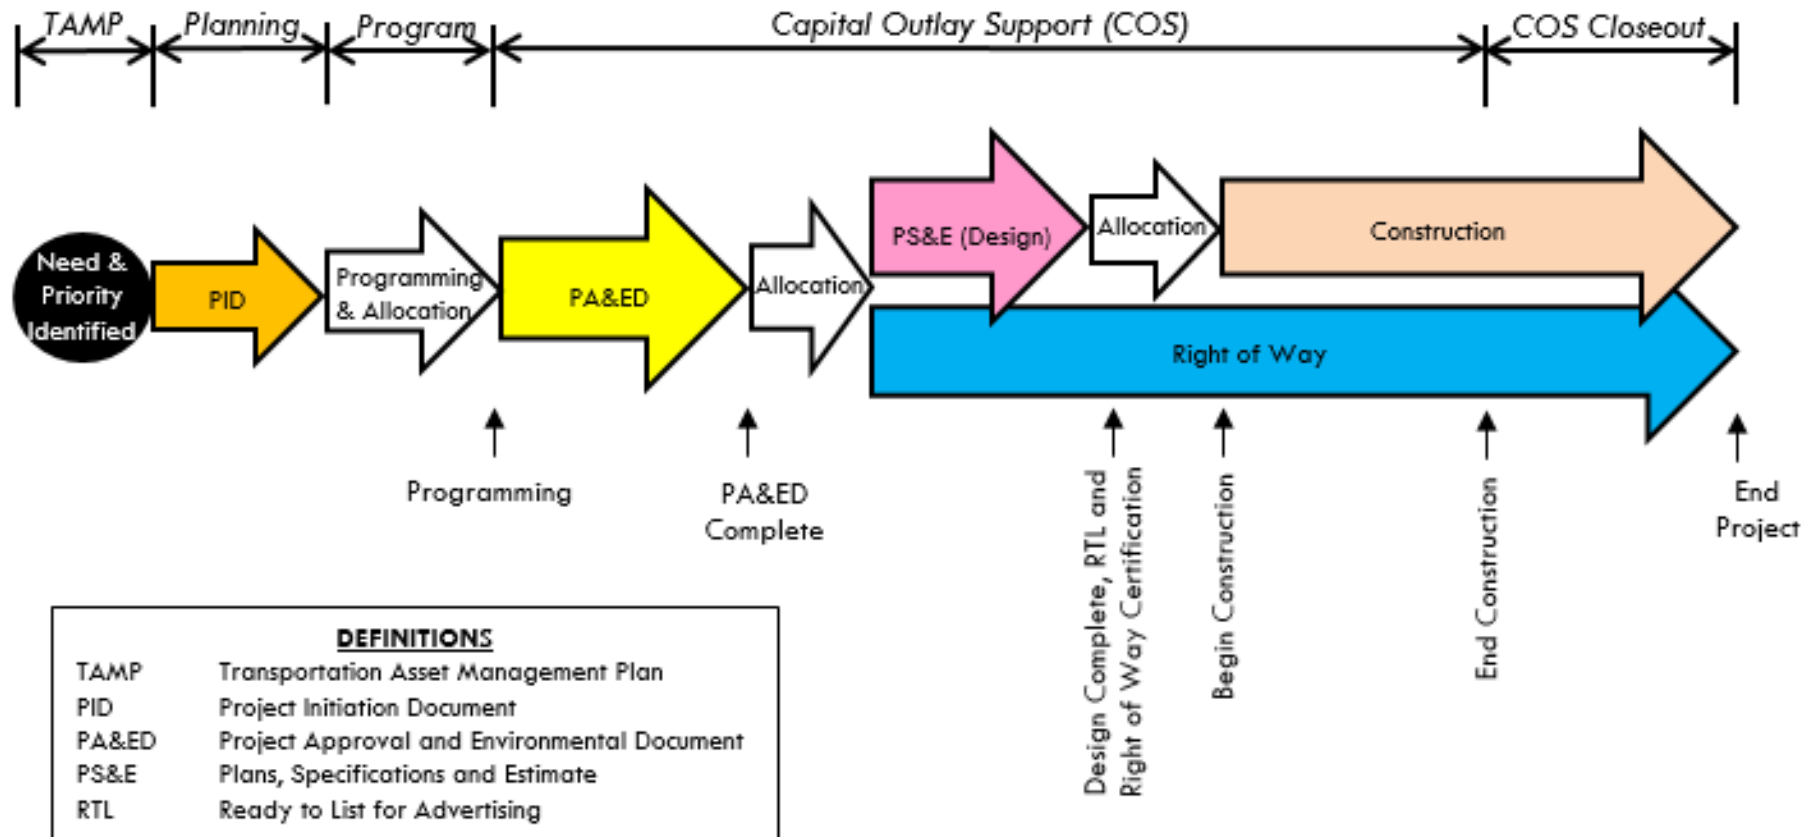 TAMP Planning Program Capital Outlay Support (COS) COS Closeout
Need &
Priority
Identified
PID
Programming
& Allocation
PA&ED
Allocation
PS&E (Design)
Allocation
Construction
Right of Way
Programming
PA&ED
Complete
Design Complete, RTL and
Right of Way Certification
Begin Construction
End Construction
End
Project
DEFINITIONS
TAMP Transportation Asset Management Plan
PID Project Initiation Document
PA&ED Project Approval and Environmental Document
PS&E Plans, Specifications and Estimate
RTL Ready to List for Advertising